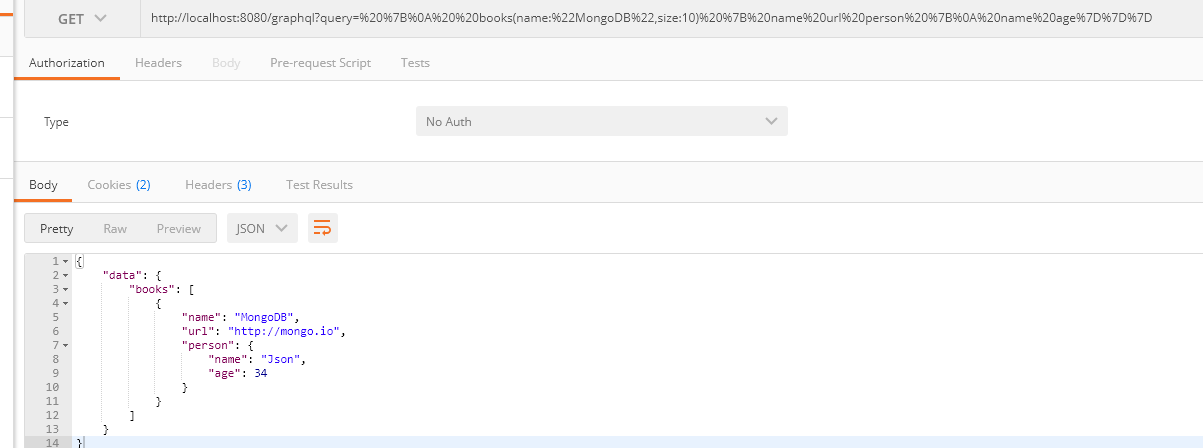 GET http://localhost:8080/graphql?query=%20%7B%0A%20%20books(name:%22MongoDB%22,size:10)%20%7B%20name%20url%20person%20%7B%0A%20name%20age%7D%7D%7D
Authorization Headers Body Pre-request Script Tests
Type No Auth
Body Cookies (2) Headers (3) Test Results
Pretty Raw Preview JSON
1 {
2 "data": {
3 "books": [
4 {
5 "name": "MongoDB",
6 "url": "http://mongo.io",
7 "person": {
8 "name": "Json",
9 "age": 34
10 }
11 }
12 ]
13 }
14 }